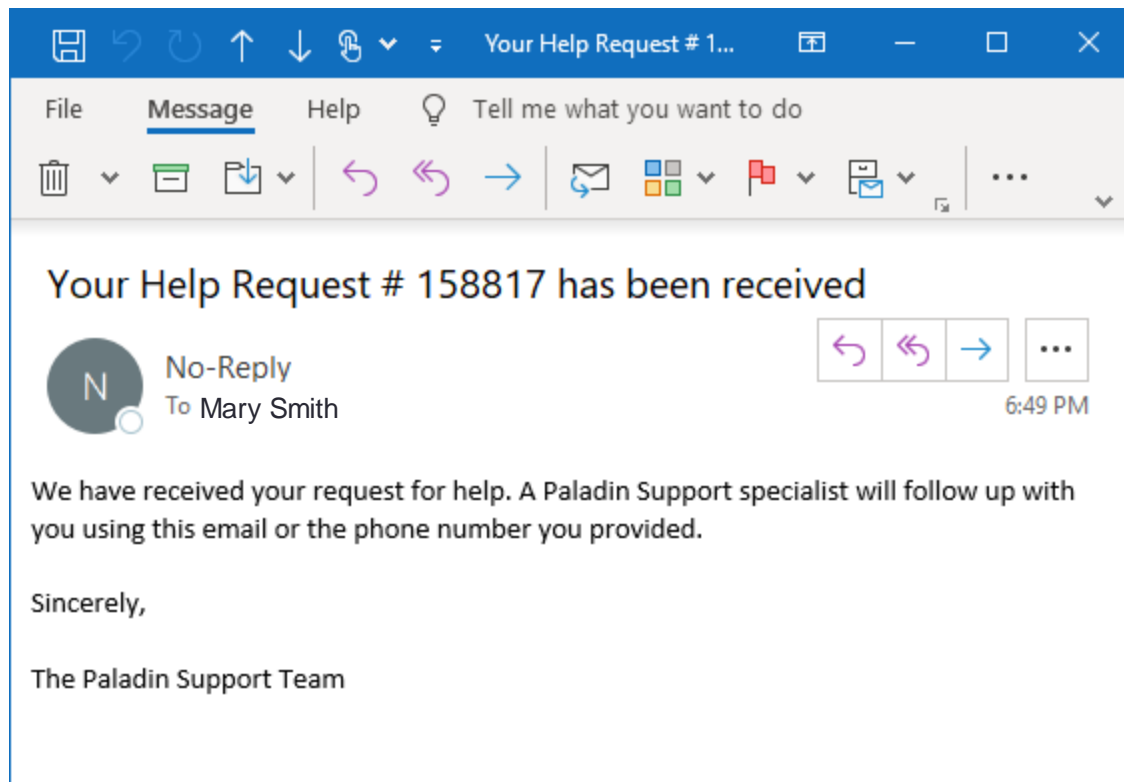 Your Help Request # 1...
File Message Help Tell me what you want to do
Your Help Request # 158817 has been received
N
No-Reply
To Mary Smith
6:49 PM
We have received your request for help. A Paladin Support specialist will follow up with
you using this email or the phone number you provided.
Sincerely,
The Paladin Support Team